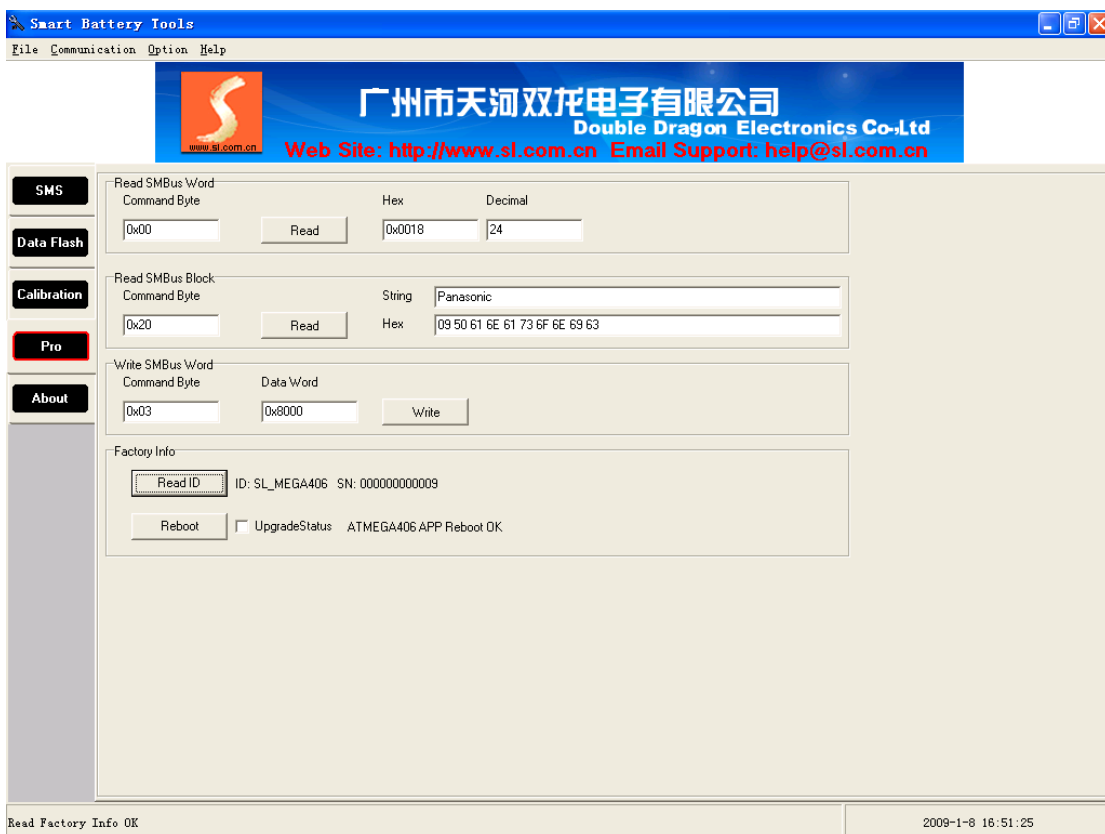 Smart Battery Tools
File Communication Option Help
www.sl.com.cn
广州市天河双龙电子有限公司
Double Dragon Electronics Co.,Ltd
Web Site: http://www.sl.com.cn Email Support: help@sl.com.cn
SMS
Data Flash
Calibration
Pro
About
Read SMBus Word
Command Byte Hex Decimal
0x00 Read 0x0018 24
Read SMBus Block
Command Byte String Panasonic
0x20 Read Hex 09 50 61 6E 61 73 6F 6E 69 63
Write SMBus Word
Command Byte Data Word
0x03 0x8000 Write
Factory Info
Read ID ID: SL_MEGA406 SN: 000000000009
Reboot UpgradeStatus ATMEGA406 APP Reboot OK
Read Factory Info OK 2009-1-8 16:51:25